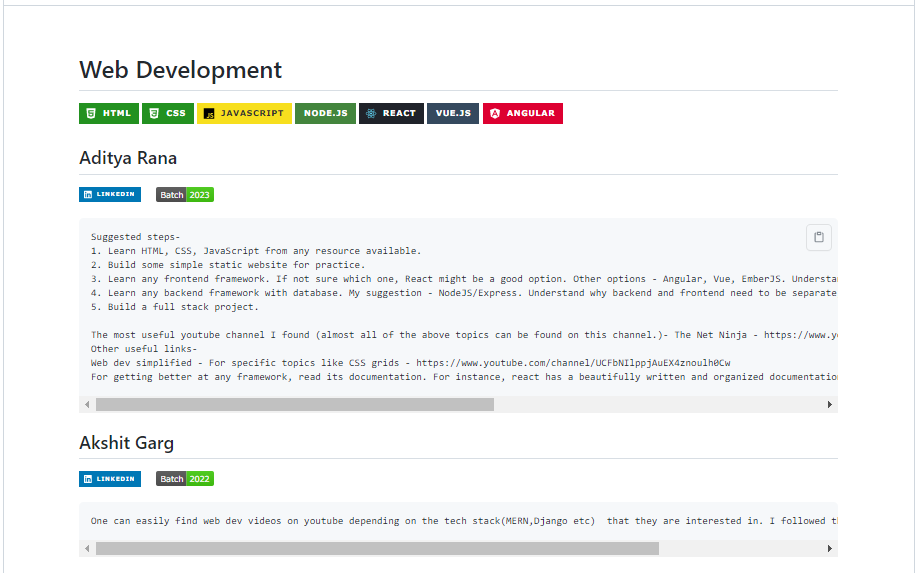 Web Development
HTML CSS JAVASCRIPT NODE.JS REACT VUE.JS ANGULAR
Aditya Rana
LINKEDIN Batch 2023
Suggested steps-
1. Learn HTML, CSS, JavaScript from any resource available.
2. Build some simple static website for practice.
3. Learn any frontend framework. If not sure which one, React might be a good option. Other options - Angular, Vue, EmberJS. Understa
4. Learn any backend framework with database. My suggestion - NodeJS/Express. Understand why backend and frontend need to be separate
5. Build a full stack project.
The most useful youtube channel I found (almost all of the above topics can be found on this channel.)- The Net Ninja - https://www.y
Other useful links-
Web dev simplified - For specific topics like CSS grids - https://www.youtube.com/channel/UCFbNIlppjAuEX4znoulh0Cw
For getting better at any framework, read its documentation. For instance, react has a beautifully written and organized documentatio
Akshit Garg
LINKEDIN Batch 2022
One can easily find web dev videos on youtube depending on the tech stack(MERN,Django etc)  that they are interested in. I followed t